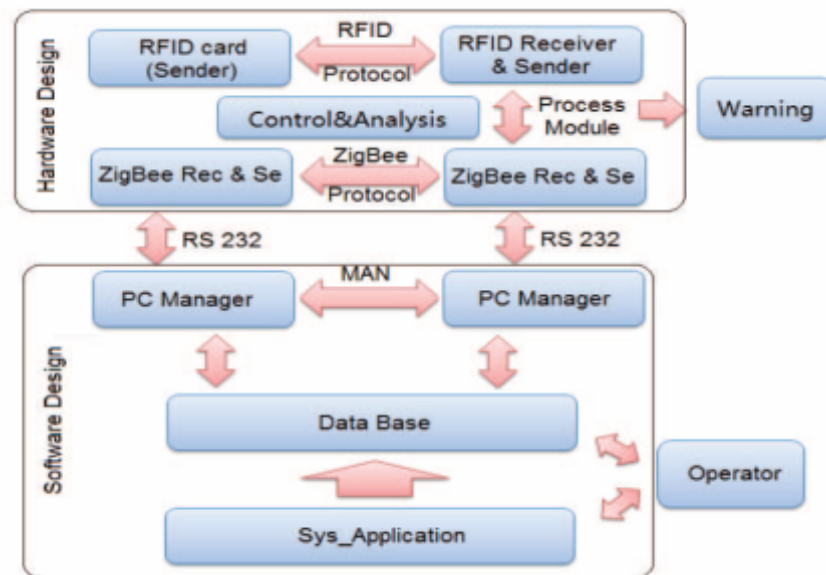 Hardware Design
RFID card
(Sender)
RFID
Protocol
RFID Receiver
& Sender
Control&Analysis
Process
Module
Warning
ZigBee Rec & Se
ZigBee
Protocol
ZigBee Rec & Se
RS 232
RS 232
Software Design
PC Manager
MAN
PC Manager
Data Base
Operator
Sys_Application